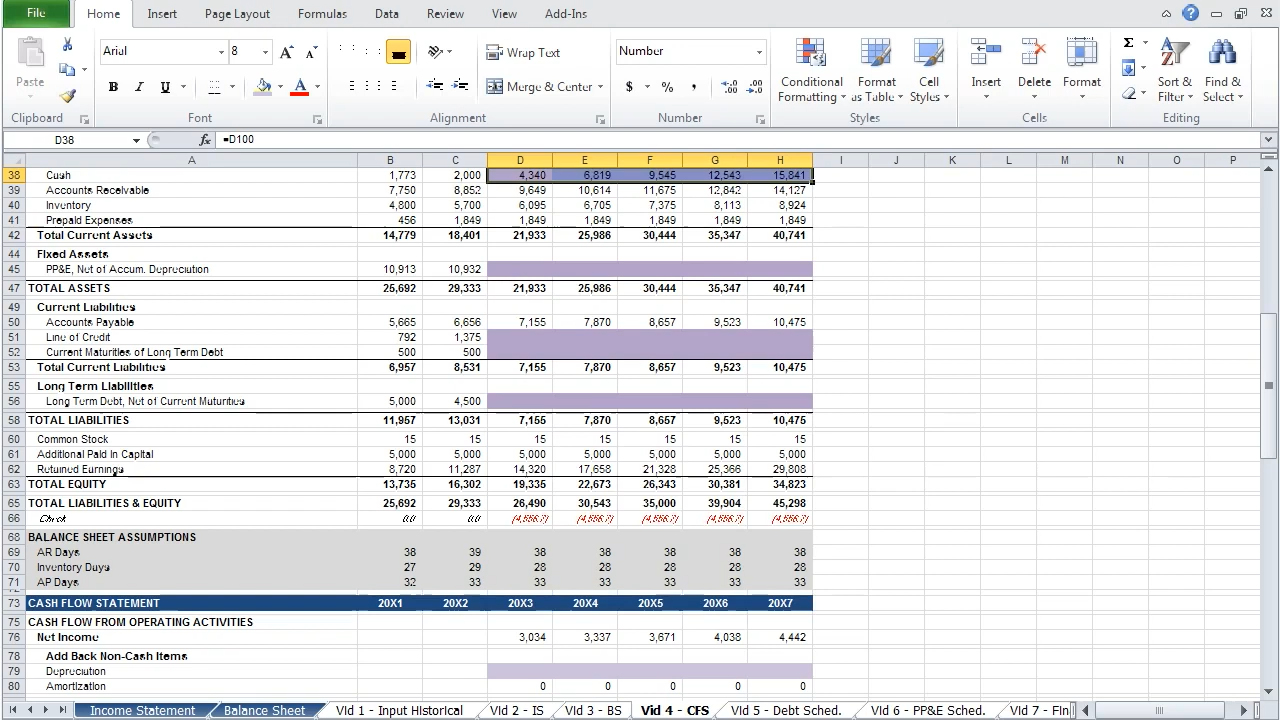 File Home Insert Page Layout Formulas Data Review View Add-Ins
Arial 8 Wrap Text Number
Paste B I U Merge & Center $ % , Conditional Formatting Format as Table Cell Styles Insert Delete Format Sort & Filter Find & Select
Clipboard Font Alignment Number Styles Cells Editing
D38 fx =D100
A B C D E F G H I J K L M N O P
38 Cash 1,773 2,000 4,340 6,819 9,545 12,543 15,841
39 Accounts Receivable 7,750 8,852 9,649 10,614 11,675 12,842 14,127
40 Inventory 4,800 5,700 6,095 6,705 7,375 8,113 8,924
41 Prepaid Expenses 456 1,849 1,849 1,849 1,849 1,849 1,849
42 Total Current Assets 14,779 18,401 21,933 25,986 30,444 35,347 40,741
44 Fixed Assets
45 PP&E, Net of Accum. Depreciation 10,913 10,932
47 TOTAL ASSETS 25,692 29,333 21,933 25,986 30,444 35,347 40,741
49 Current Liabilities
50 Accounts Payable 5,665 6,656 7,155 7,870 8,657 9,523 10,475
51 Line of Credit 792 1,375
52 Current Maturities of Long Term Debt 500 500
53 Total Current Liabilities 6,957 8,531 7,155 7,870 8,657 9,523 10,475
55 Long Term Liabilities
56 Long Term Debt, Net of Current Muturities 5,000 4,500
58 TOTAL LIABILITIES 11,957 13,031 7,155 7,870 8,657 9,523 10,475
60 Common Stock 15 15 15 15 15 15 15
61 Additional Paid In Capital 5,000 5,000 5,000 5,000 5,000 5,000 5,000
62 Retained Earnings 8,720 11,287 14,320 17,658 21,328 25,366 29,808
63 TOTAL EQUITY 13,735 16,302 19,335 22,673 26,343 30,381 34,823
65 TOTAL LIABILITIES & EQUITY 25,692 29,333 26,490 30,543 35,000 39,904 45,298
66 Check
68 BALANCE SHEET ASSUMPTIONS
69 AR Days 38 39 38 38 38 38 38
70 Inventory Days 27 29 28 28 28 28 28
71 AP Days 32 33 33 33 33 33 33
73 CASH FLOW STATEMENT 20X1 20X2 20X3 20X4 20X5 20X6 20X7
75 CASH FLOW FROM OPERATING ACTIVITIES
76 Net Income 3,034 3,337 3,671 4,038 4,442
78 Add Back Non-Cash Items
79 Depreciation
80 Amortization 0 0 0 0 0
Income Statement Balance Sheet Vid 1 - Input Historical Vid 2 - IS Vid 3 - BS Vid 4 - CFS Vid 5 - Debt Sched. Vid 6 - PP&E Sched. Vid 7 - Fin